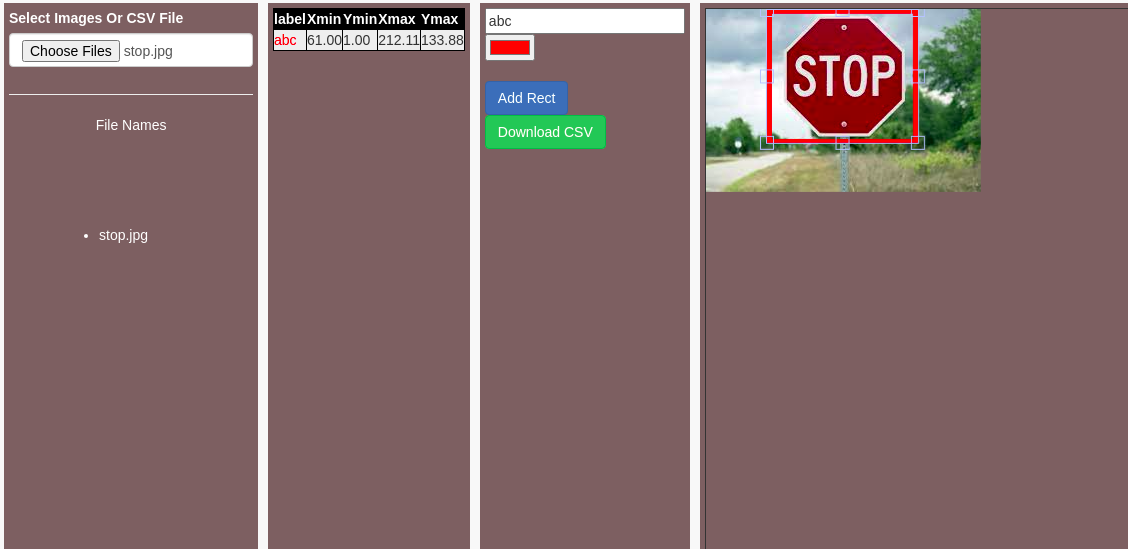 Select Images Or CSV File
Choose Files stop.jpg
File Names
stop.jpg
label Xmin Ymin Xmax Ymax
abc 61.00 1.00 212.11 133.88
abc
Add Rect
Download CSV
STOP